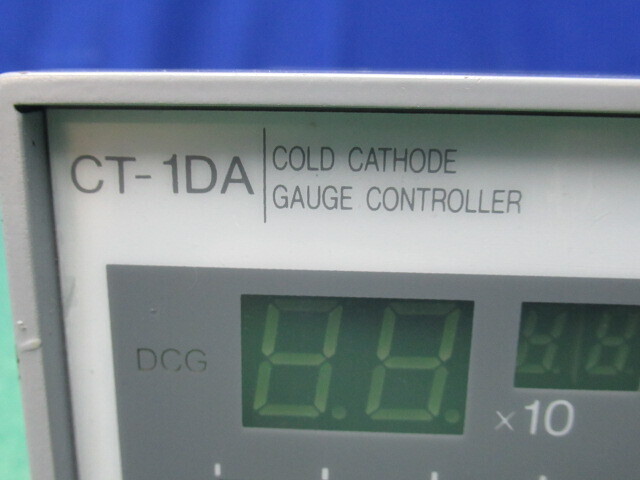 CT-1DA
COLD CATHODE
GAUGE CONTROLLER
DCG
×10